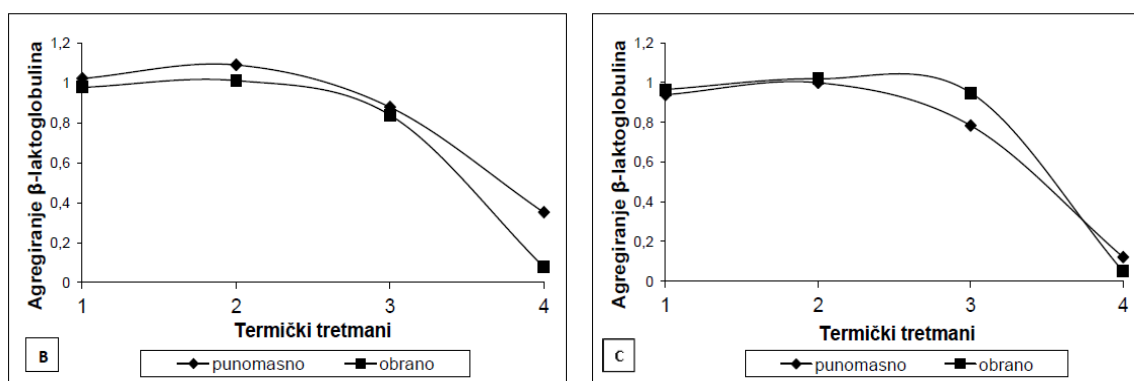 Agregiranje β-laktoglobulina
1,2
1
0,8
0,6
0,4
0,2
0
1 2 3 4
Termički tretmani
B
punomasno obrano
Agregiranje β-laktoglobulina
1,2
1
0,8
0,6
0,4
0,2
0
1 2 3 4
Termički tretmani
C
punomasno obrano